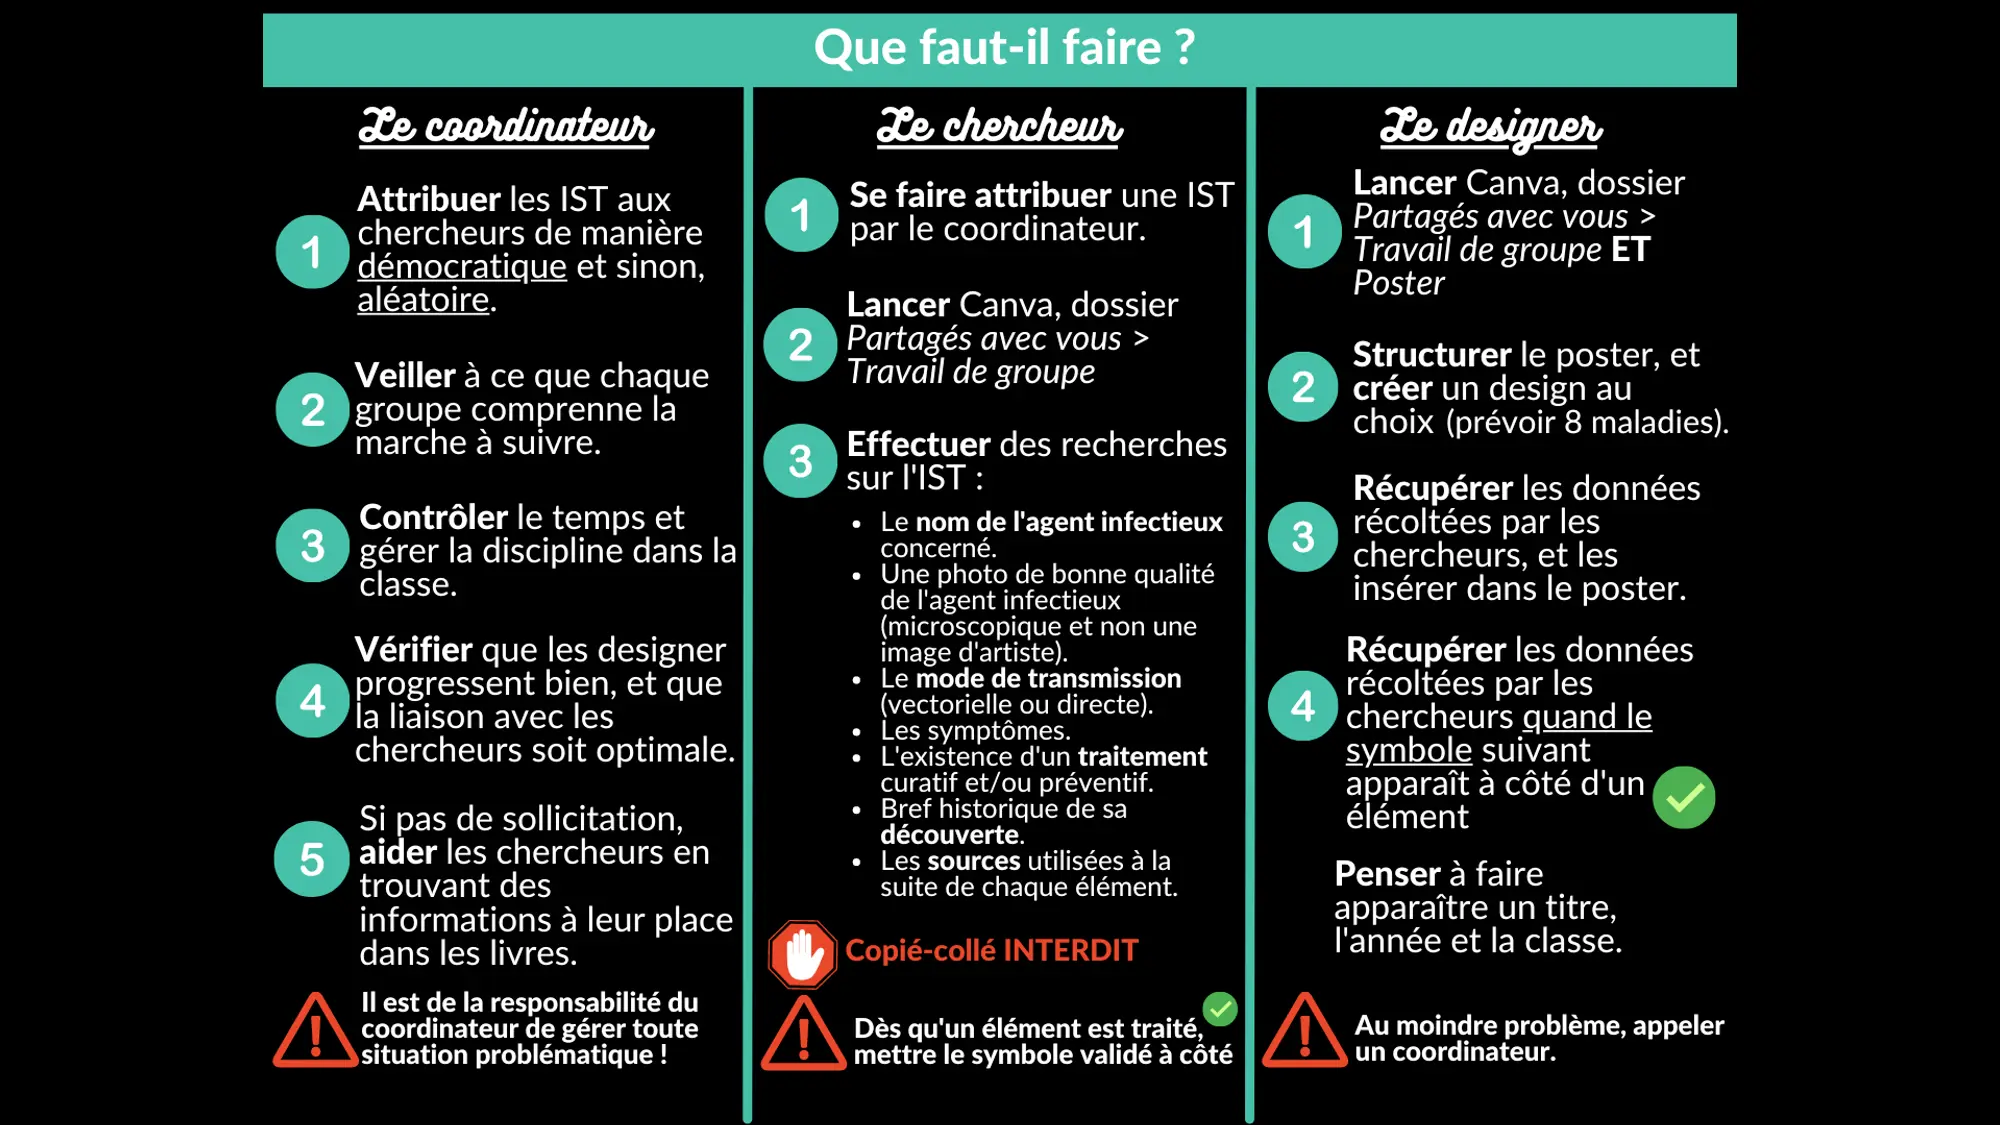 Que faut-il faire ?
Le coordinateur
1
Attribuer les IST aux
chercheurs de manière
démocratique et sinon,
aléatoire.
2
Veiller à ce que chaque
groupe comprenne la
marche à suivre.
3
Contrôler le temps et
gérer la discipline dans la
classe.
4
Vérifier que les designer
progressent bien, et que
la liaison avec les
chercheurs soit optimale.
5
Si pas de sollicitation,
aider les chercheurs en
trouvant des
informations à leur place
dans les livres.
Il est de la responsabilité du
coordinateur de gérer toute
situation problématique !
Le chercheur
1
Se faire attribuer une IST
par le coordinateur.
2
Lancer Canva, dossier
Partagés avec vous >
Travail de groupe
3
Effectuer des recherches
sur l'IST :
• Le nom de l'agent infectieux
concerné.
• Une photo de bonne qualité
de l'agent infectieux
(microscopique et non une
image d'artiste).
• Le mode de transmission
(vectorielle ou directe).
• Les symptômes.
• L'existence d'un traitement
curatif et/ou préventif.
• Bref historique de sa
découverte.
• Les sources utilisées à la
suite de chaque élément.
Copié-collé INTERDIT
Dès qu'un élément est traité,
mettre le symbole validé à côté
Le designer
1
Lancer Canva, dossier
Partagés avec vous >
Travail de groupe ET
Poster
2
Structurer le poster, et
créer un design au
choix (prévoir 8 maladies).
3
Récupérer les données
récoltées par les
chercheurs, et les
insérer dans le poster.
4
Récupérer les données
récoltées par les
chercheurs quand le
symbole suivant
apparaît à côté d'un
élément
Penser à faire
apparaître un titre,
l'année et la classe.
Au moindre problème, appeler
un coordinateur.